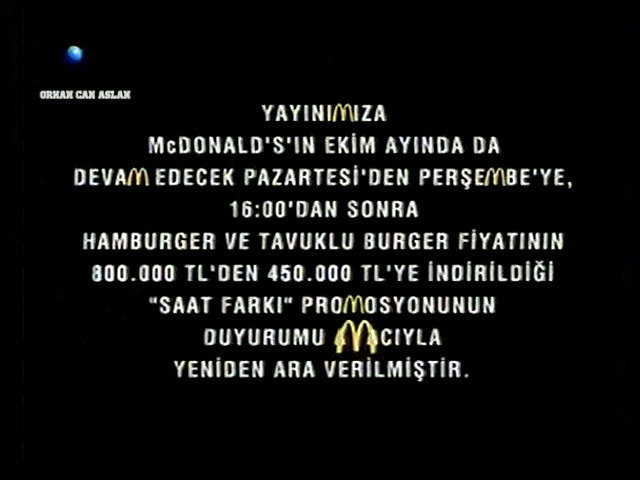 ORHAN CAN ASLAN
YAYINIMIZA
McDONALD'S'IN EKİM AYINDA DA
DEVAM EDECEK PAZARTESİ'DEN PERŞEMBE'YE,
16:00'DAN SONRA
HAMBURGER VE TAVUKLU BURGER FİYATININ
800.000 TL'DEN 450.000 TL'YE İNDİRİLDİĞİ
"SAAT FARKI" PROMOSYONUNUN
DUYURUMU AMACIYLA
YENİDEN ARA VERİLMİŞTİR.